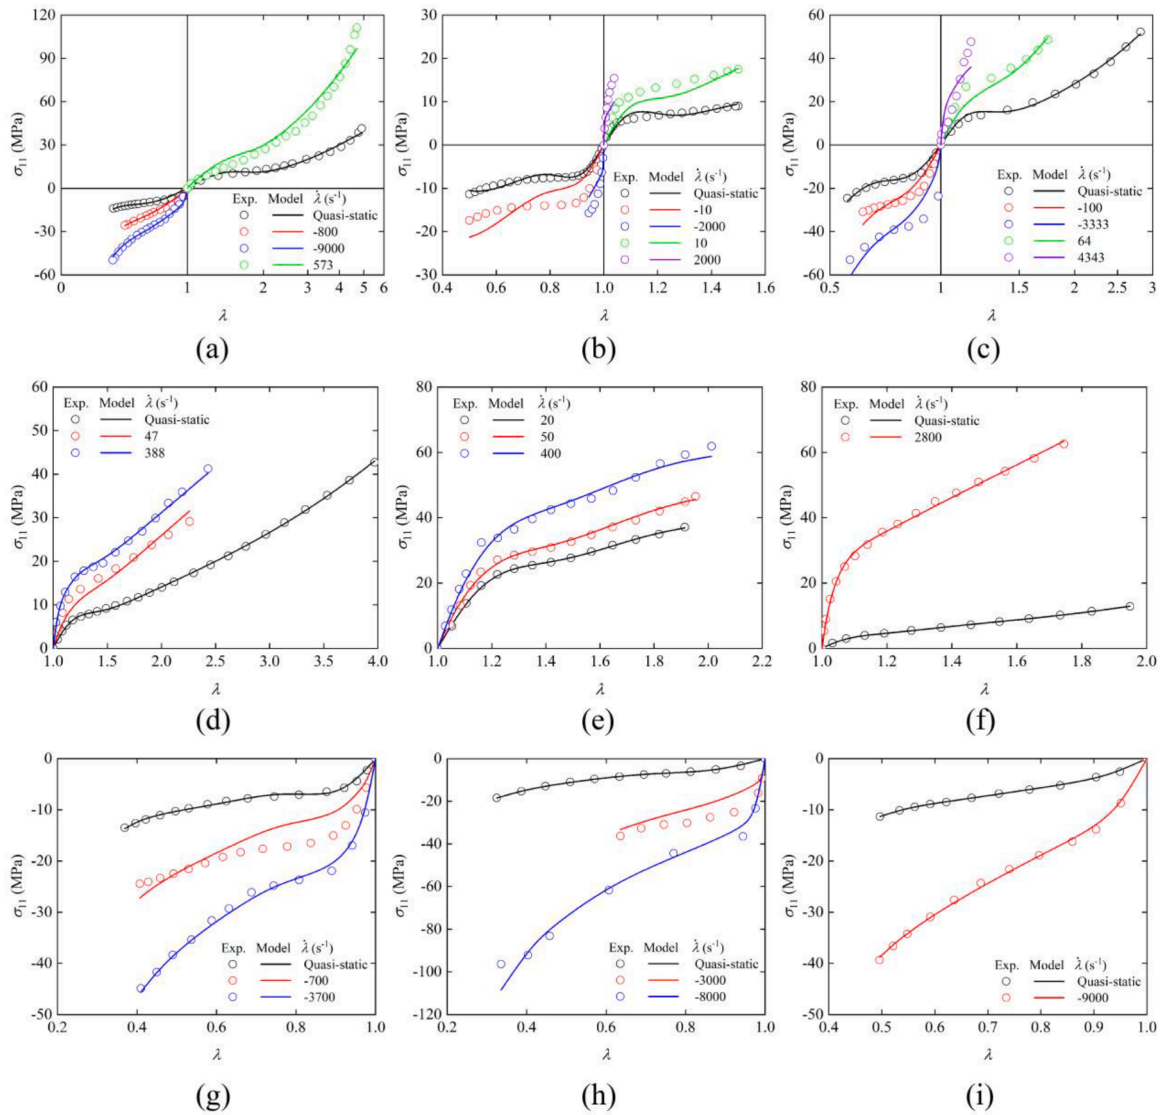 120
90
60
30
0
-30
-60
σ11 (MPa)
Exp. Model λ̇ (s-1)
Quasi-static
-800
-9000
573
0 1 2 3 4 5 6
λ
(a)
30
20
10
0
-10
-20
-30
σ11 (MPa)
Exp. Model λ̇ (s-1)
Quasi-static
-10
-2000
10
2000
0.4 0.6 0.8 1.0 1.2 1.4 1.6
λ
(b)
60
40
20
0
-20
-40
-60
σ11 (MPa)
Exp. Model λ̇ (s-1)
Quasi-static
-100
-3333
64
4343
0.5 1 1.5 2 2.5 3
λ
(c)
60
50
40
30
20
10
0
σ11 (MPa)
Exp. Model λ̇ (s-1)
Quasi-static
47
388
1.0 1.5 2.0 2.5 3.0 3.5 4.0
λ
(d)
80
60
40
20
0
σ11 (MPa)
Exp. Model λ̇ (s-1)
20
50
400
1.0 1.2 1.4 1.6 1.8 2.0 2.2
λ
(e)
80
60
40
20
0
σ11 (MPa)
Exp. Model λ̇ (s-1)
Quasi-static
2800
1.0 1.2 1.4 1.6 1.8 2.0
λ
(f)
0
-10
-20
-30
-40
-50
σ11 (MPa)
Exp. Model λ̇ (s-1)
Quasi-static
-700
-3700
0.2 0.4 0.6 0.8 1.0
λ
(g)
0
-20
-40
-60
-80
-100
-120
σ11 (MPa)
Exp. Model λ̇ (s-1)
Quasi-static
-3000
-8000
0.2 0.4 0.6 0.8 1.0
λ
(h)
0
-10
-20
-30
-40
-50
σ11 (MPa)
Exp. Model λ̇ (s-1)
Quasi-static
-9000
0.4 0.5 0.6 0.7 0.8 0.9 1.0
λ
(i)